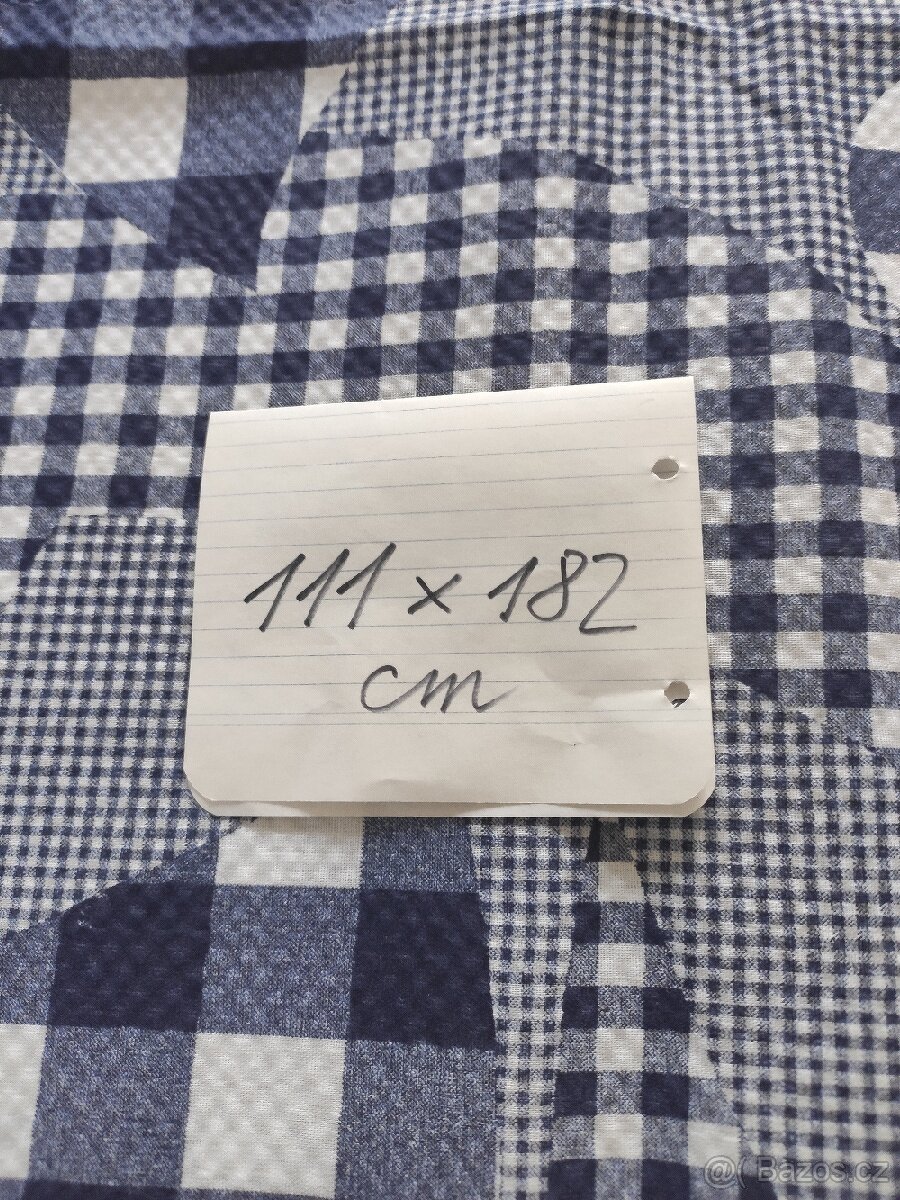 111 x 182
cm
@( Bazos.cz